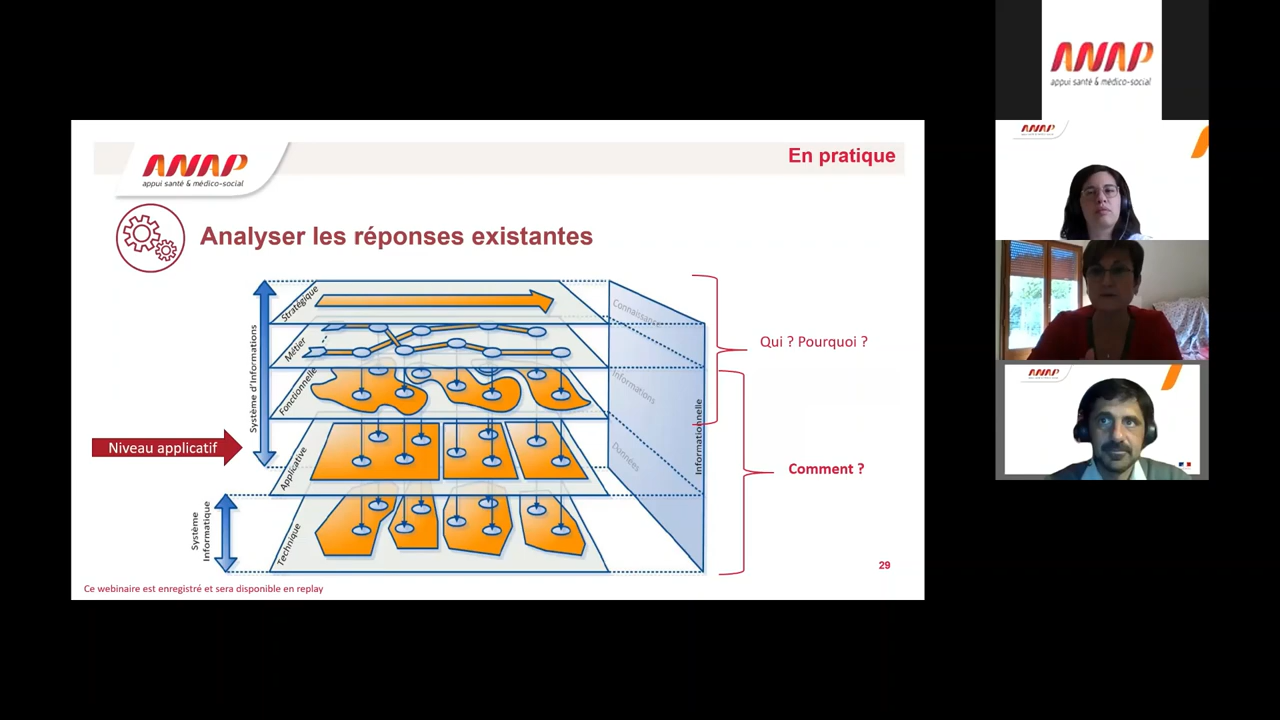 ANAP
appui santé & médico-social
En pratique
Analyser les réponses existantes
Stratégique
Métier
Fonctionnelle
Applicative
Technique
Système d'Informations
Système
Informatique
Niveau applicatif
Connaissance
Informations
Données
Informationnelle
Qui ? Pourquoi ?
Comment ?
29
Ce webinaire est enregistré et sera disponible en replay
ANAP
appui santé & médico-social
ANAP
ANAP